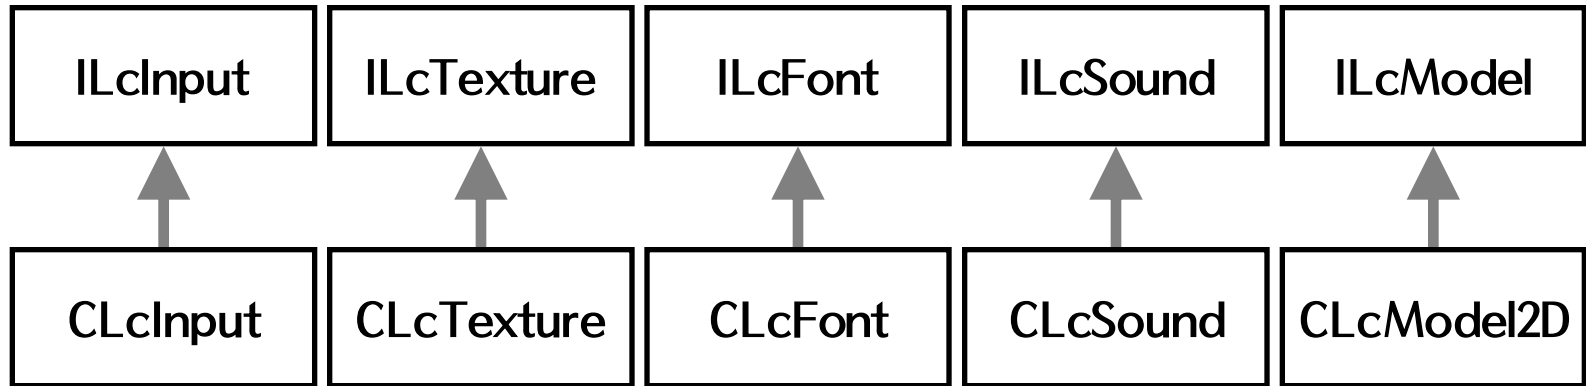 ILcInput
ILcTexture
ILcFont
ILcSound
ILcModel
CLcInput
CLcTexture
CLcFont
CLcSound
CLcModel2D